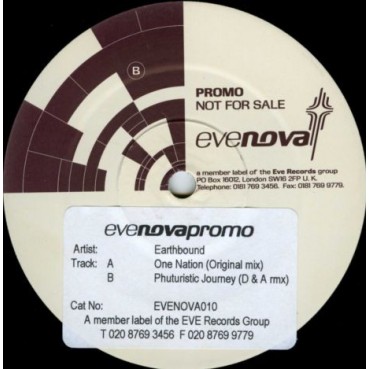 B
PROMO
NOT FOR SALE
evenova
a member label of the Eve Records group
PO Box 16012, London SW16 2FP U. K.
Telephone: 0181 769 3456. Fax: 0181 769 9779.
evenovapromo
Artist: Earthbound
Track: A One Nation (Original mix)
B Phuturistic Journey (D & A rmx)
Cat No: EVENOVA010
A member label of the EVE Records Group
T 020 8769 3456 F 020 8769 9779